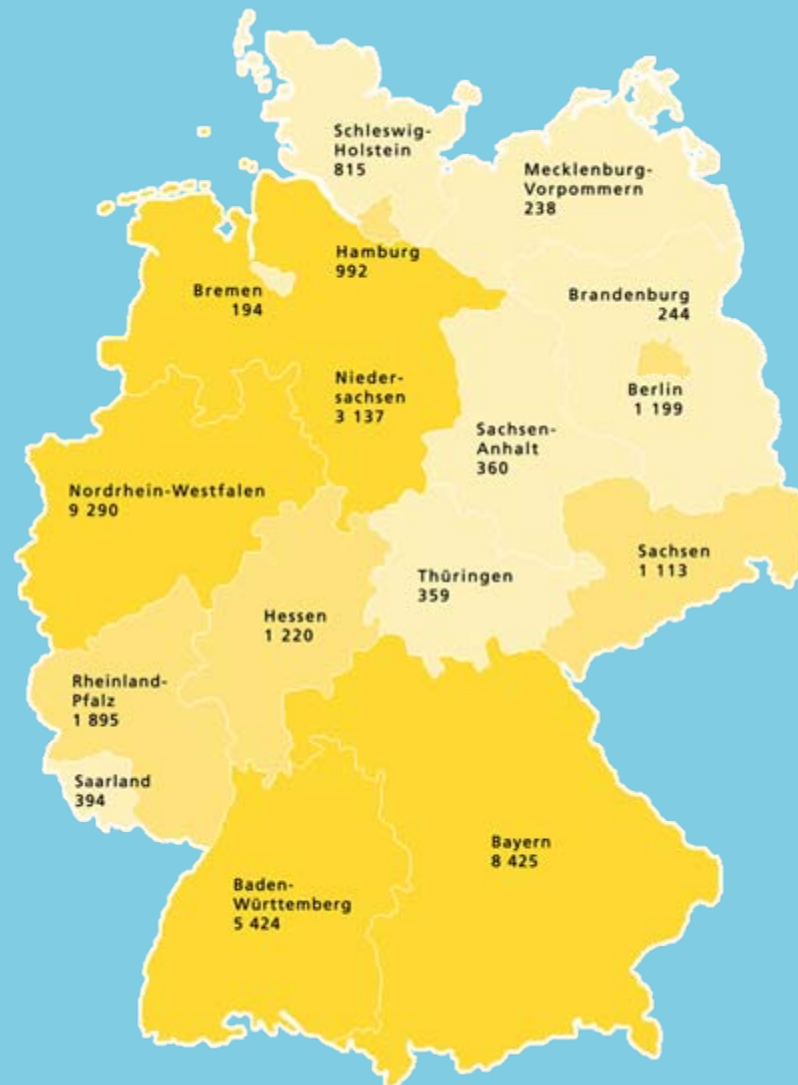 Schleswig-
Holstein
815
Mecklenburg-
Vorpommern
238
Hamburg
992
Bremen
194
Brandenburg
244
Berlin
1 199
Nieder-
sachsen
3 137
Sachsen-
Anhalt
360
Nordrhein-Westfalen
9 290
Sachsen
1 113
Thüringen
359
Hessen
1 220
Rheinland-
Pfalz
1 895
Saarland
394
Bayern
8 425
Baden-
Württemberg
5 424